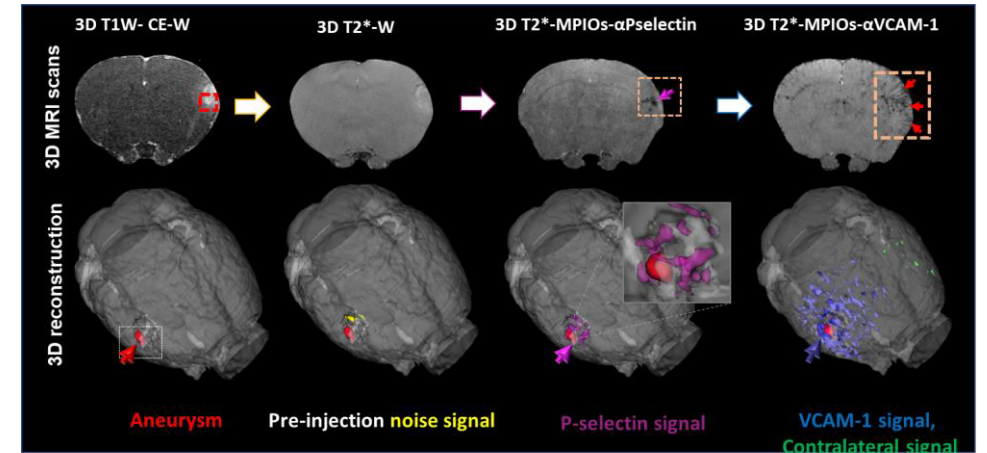 3D T1W- CE-W
3D T2*-W
3D T2*-MPIOs-αPselectin
3D T2*-MPIOs-αVCAM-1
3D MRI scans
3D reconstruction
Aneurysm
Pre-injection noise signal
P-selectin signal
VCAM-1 signal,
Contralateral signal